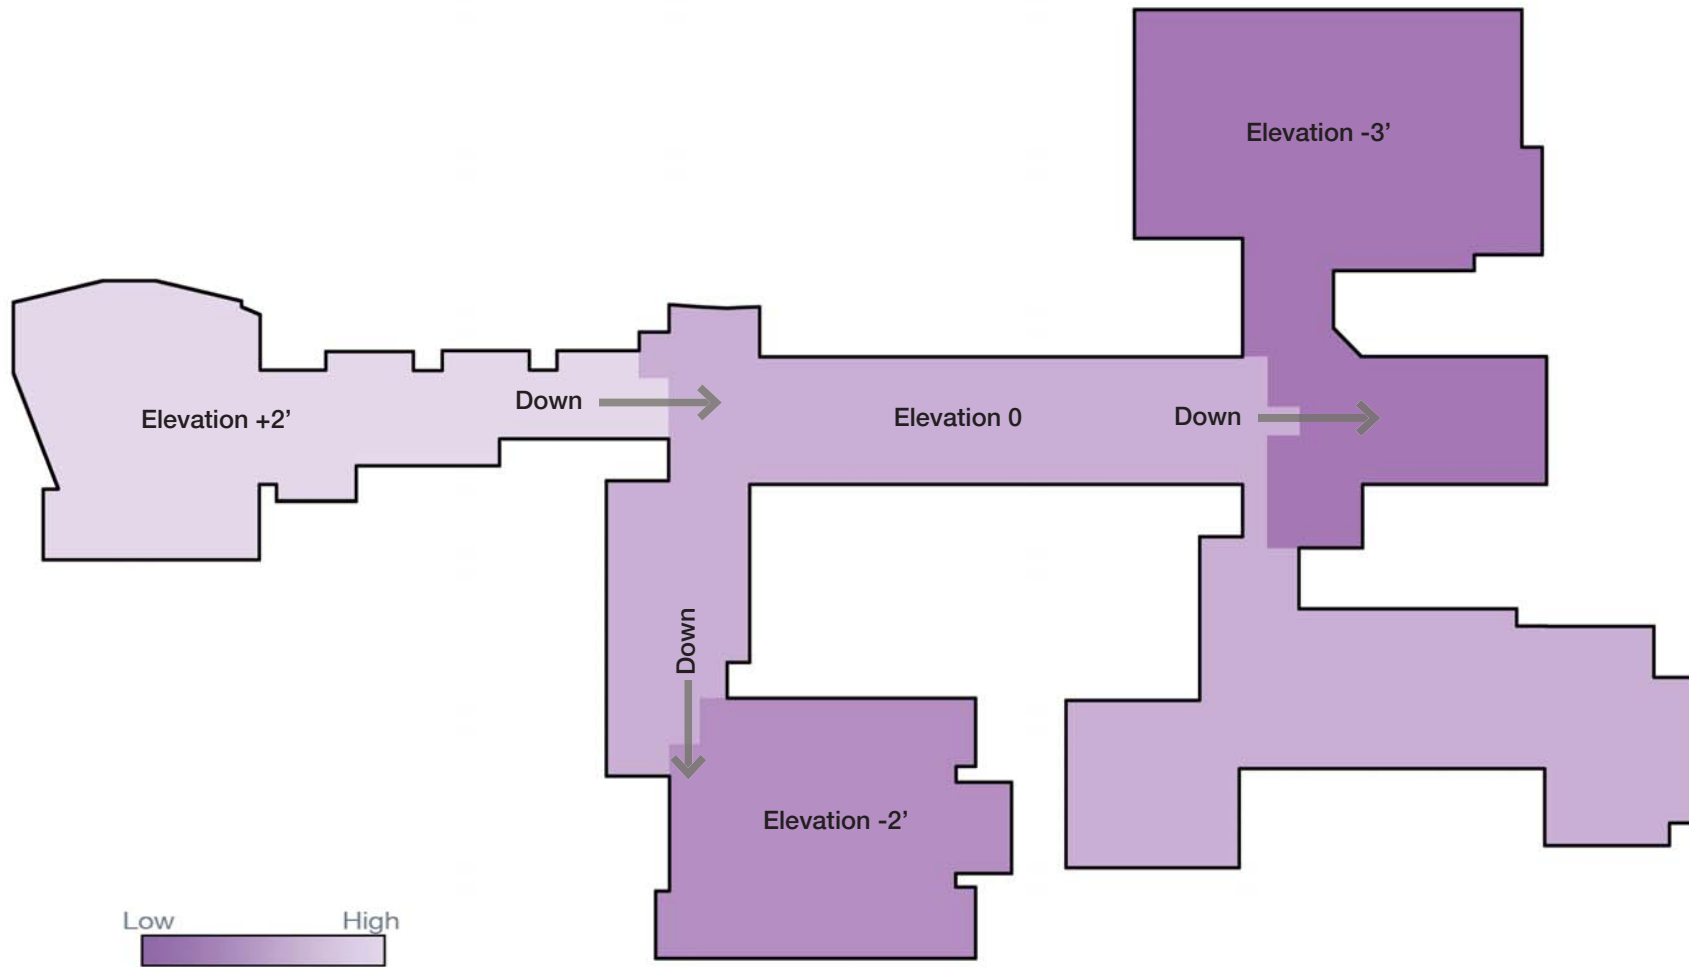 Elevation -3’
Down
Elevation +2’
Elevation 0
Down
Down
Elevation -2’
Low
High